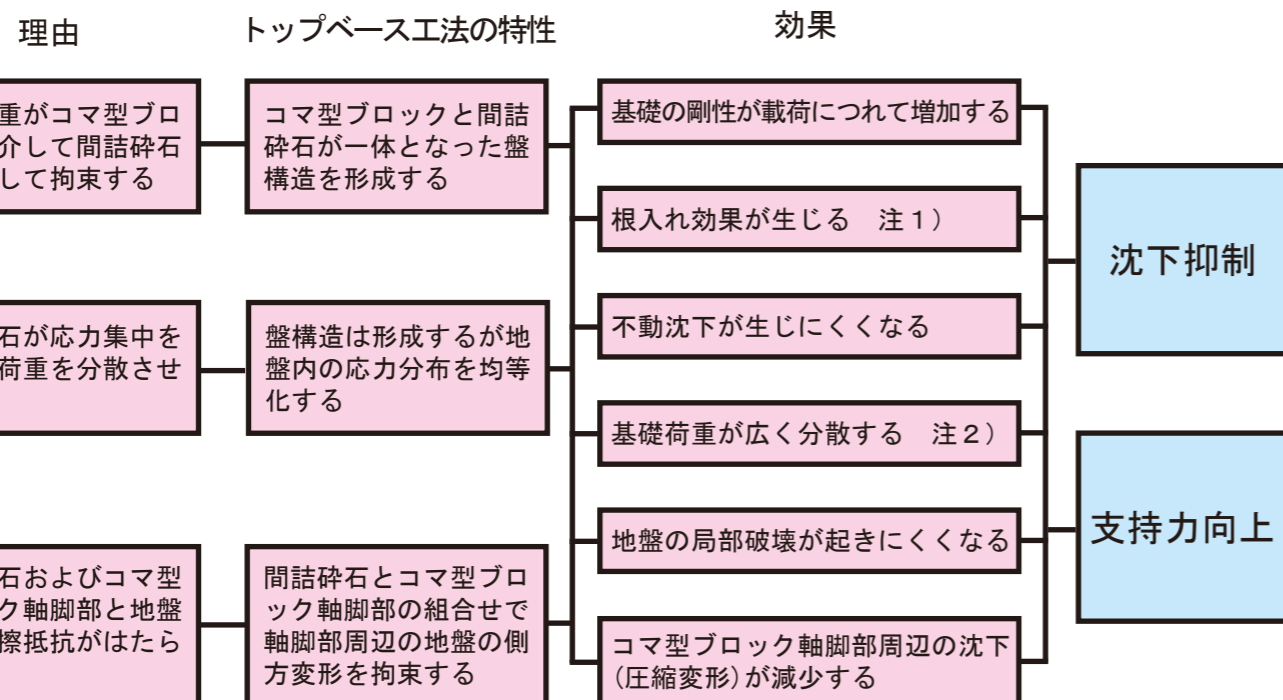 理由
トップベース工法の特性
効果
重がコマ型ブロ
介して間詰砕石
して拘束する
コマ型ブロックと間詰
砕石が一体となった盤
構造を形成する
石が応力集中を
荷重を分散させ
盤構造は形成するが地
盤内の応力分布を均等
化する
石およびコマ型
ク軸脚部と地盤
擦抵抗がはたら
間詰砕石とコマ型ブロ
ック軸脚部の組合せで
軸脚部周辺の地盤の側
方変形を拘束する
基礎の剛性が載荷につれて増加する
根入れ効果が生じる　注1）
不動沈下が生じにくくなる
基礎荷重が広く分散する　注2）
地盤の局部破壊が起きにくくなる
コマ型ブロック軸脚部周辺の沈下
(圧縮変形)が減少する
沈下抑制
支持力向上